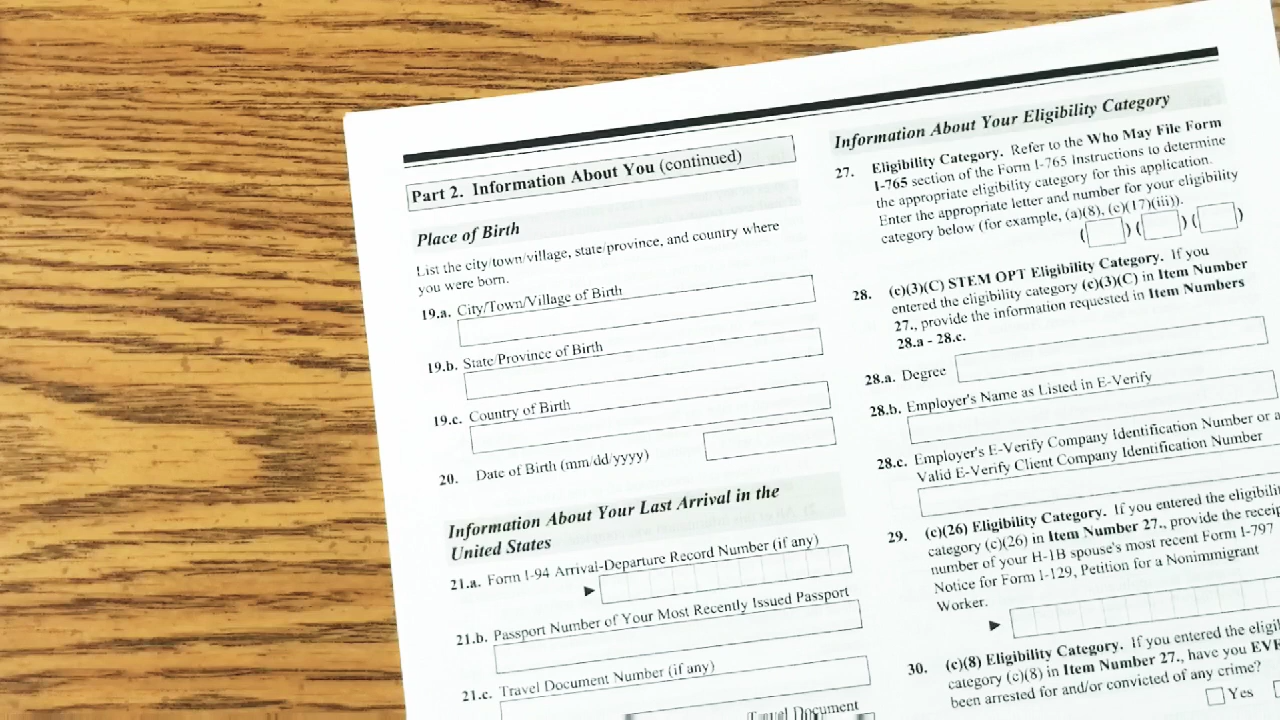 Part 2. Information About You (continued)
Place of Birth
List the city/town/village, state/province, and country where
you were born.
19.a. City/Town/Village of Birth
19.b. State/Province of Birth
19.c. Country of Birth
20. Date of Birth (mm/dd/yyyy)
Information About Your Last Arrival in the
United States
21.a. Form I-94 Arrival-Departure Record Number (if any)
21.b. Passport Number of Your Most Recently Issued Passport
21.c. Travel Document Number (if any)
Travel Document
Information About Your Eligibility Category
27. Eligibility Category. Refer to the Who May File Form
I-765 section of the Form I-765 Instructions to determine
the appropriate eligibility category for this application.
Enter the appropriate letter and number for your eligibility
category below (for example, (a)(8), (c)(17)(iii)).
( ) ( ) ( )
28. (c)(3)(C) STEM OPT Eligibility Category. If you
entered the eligibility category (c)(3)(C) in Item Number
27., provide the information requested in Item Numbers
28.a - 28.c.
28.a. Degree
28.b. Employer's Name as Listed in E-Verify
28.c. Employer's E-Verify Company Identification Number or a
Valid E-Verify Client Company Identification Number
29. (c)(26) Eligibility Category. If you entered the eligibili
category (c)(26) in Item Number 27., provide the receip
number of your H-1B spouse's most recent Form I-797
Notice for Form I-129, Petition for a Nonimmigrant
Worker.
30. (c)(8) Eligibility Category. If you entered the eligil
category (c)(8) in Item Number 27., have you EVE
been arrested for and/or convicted of any crime?
Yes